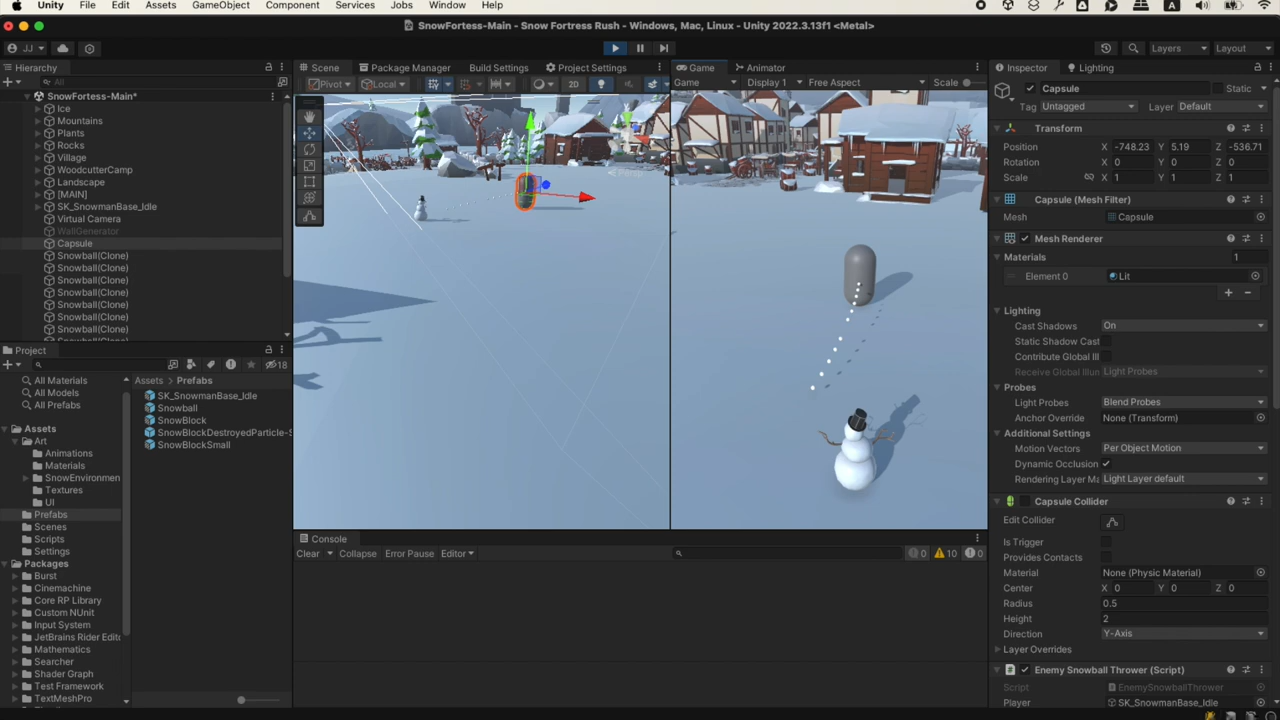 Unity File Edit Assets GameObject Component Services Jobs Window Help
SnowFortess-Main - Snow Fortress Rush - Windows, Mac, Linux - Unity 2022.3.13f1 <Metal>
JJ Layers Layout
Hierarchy
All
SnowFortess-Main*
Ice
Mountains
Plants
Rocks
Village
WoodcutterCamp
Landscape
[MAIN]
SK_SnowmanBase_Idle
Virtual Camera
WallGenerator
Capsule
Snowball(Clone)
Snowball(Clone)
Snowball(Clone)
Snowball(Clone)
Snowball(Clone)
Snowball(Clone)
Snowball(Clone)
Scene Package Manager Build Settings Project Settings
Pivot Local 2D
Persp
Game Animator
Game Display 1 Free Aspect Scale
Project
18
All Materials
All Models
All Prefabs
Assets
Art
Animations
Materials
SnowEnvironmen
Textures
UI
Prefabs
Scenes
Scripts
Settings
Packages
Burst
Cinemachine
Core RP Library
Custom NUnit
Input System
JetBrains Rider Edito
Mathematics
Searcher
Shader Graph
Test Framework
TextMeshPro
Assets > Prefabs
SK_SnowmanBase_Idle
Snowball
SnowBlock
SnowBlockDestroyedParticle-S
SnowBlockSmall
Console
Clear Collapse Error Pause Editor 0 10 0
Inspector Lighting
Capsule Static
Tag Untagged Layer Default
Transform
Position X -748.23 Y 5.19 Z -536.71
Rotation X 0 Y 0 Z 0
Scale X 1 Y 1 Z 1
Capsule (Mesh Filter)
Mesh Capsule
Mesh Renderer
Materials 1
Element 0 Lit
Lighting
Cast Shadows On
Static Shadow Cast
Contribute Global Ill
Receive Global Illum Light Probes
Probes
Light Probes Blend Probes
Anchor Override None (Transform)
Additional Settings
Motion Vectors Per Object Motion
Dynamic Occlusion
Rendering Layer Ma Light Layer default
Capsule Collider
Edit Collider
Is Trigger
Provides Contacts
Material None (Physic Material)
Center X 0 Y 0 Z 0
Radius 0.5
Height 2
Direction Y-Axis
Layer Overrides
Enemy Snowball Thrower (Script)
Script EnemySnowballThrower
Player SK_SnowmanBase_Idle